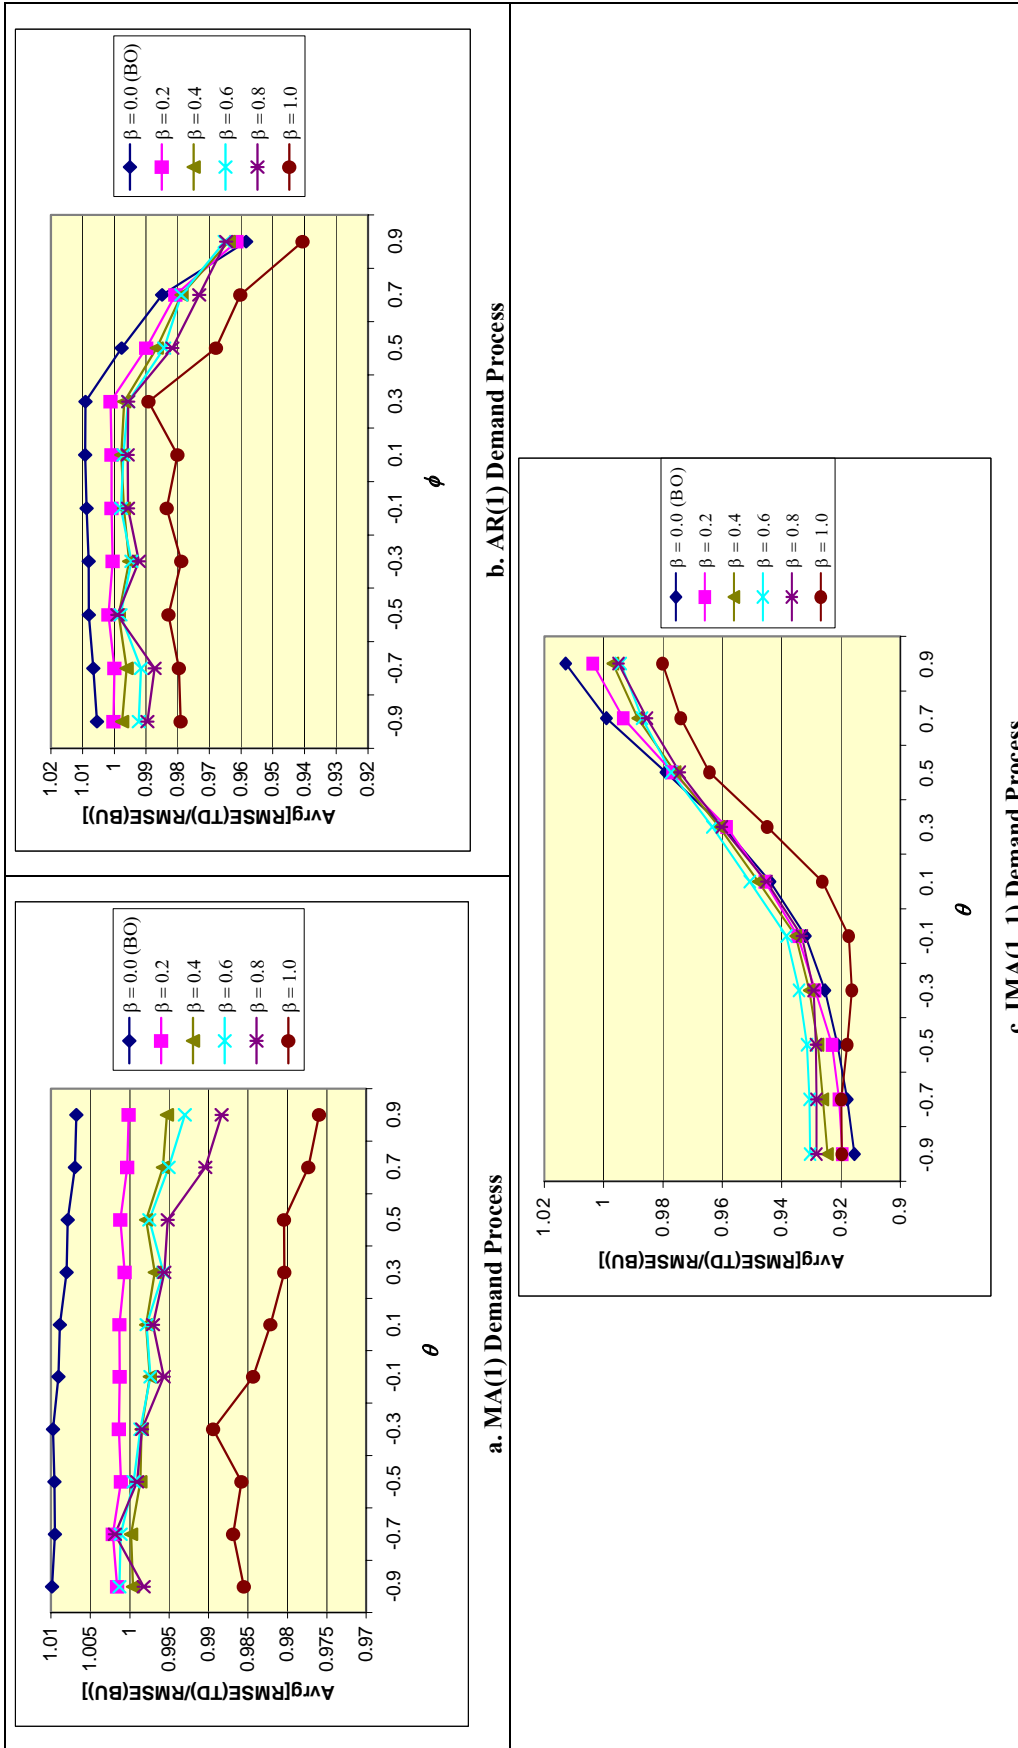 Avrg[RMSE(TD)/RMSE(BU)]
1.01
1.005
1
0.995
0.99
0.985
0.98
0.975
0.97
-0.9 -0.7 -0.5 -0.3 -0.1 0.1 0.3 0.5 0.7 0.9
θ
β = 0.0 (BO)
β = 0.2
β = 0.4
β = 0.6
β = 0.8
β = 1.0
a. MA(1) Demand Process
Avrg[RMSE(TD)/RMSE(BU)]
1.02
1.01
1
0.99
0.98
0.97
0.96
0.95
0.94
0.93
0.92
-0.9 -0.7 -0.5 -0.3 -0.1 0.1 0.3 0.5 0.7 0.9
ϕ
β = 0.0 (BO)
β = 0.2
β = 0.4
β = 0.6
β = 0.8
β = 1.0
b. AR(1) Demand Process
Avrg[RMSE(TD)/RMSE(BU)]
1.02
1
0.98
0.96
0.94
0.92
0.9
-0.9 -0.7 -0.5 -0.3 -0.1 0.1 0.3 0.5 0.7 0.9
θ
β = 0.0 (BO)
β = 0.2
β = 0.4
β = 0.6
β = 0.8
β = 1.0
c. IMA(1, 1) Demand Process